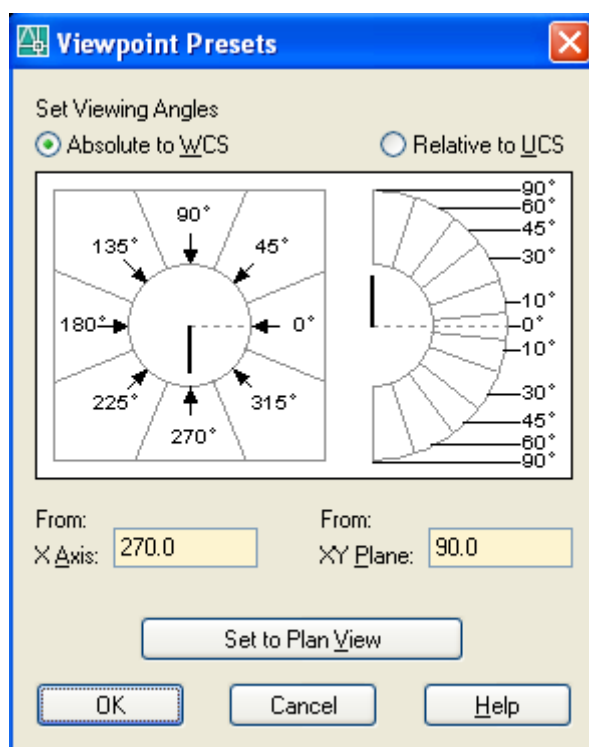 Viewpoint Presets
Set Viewing Angles
Absolute to WCS Relative to UCS
90°
60°
45°
30°
10°
0°
10°
30°
45°
60°
90°
90°
135° 45°
180° 0°
225° 315°
270°
From: From:
X Axis: 270.0 XY Plane: 90.0
Set to Plan View
OK Cancel Help